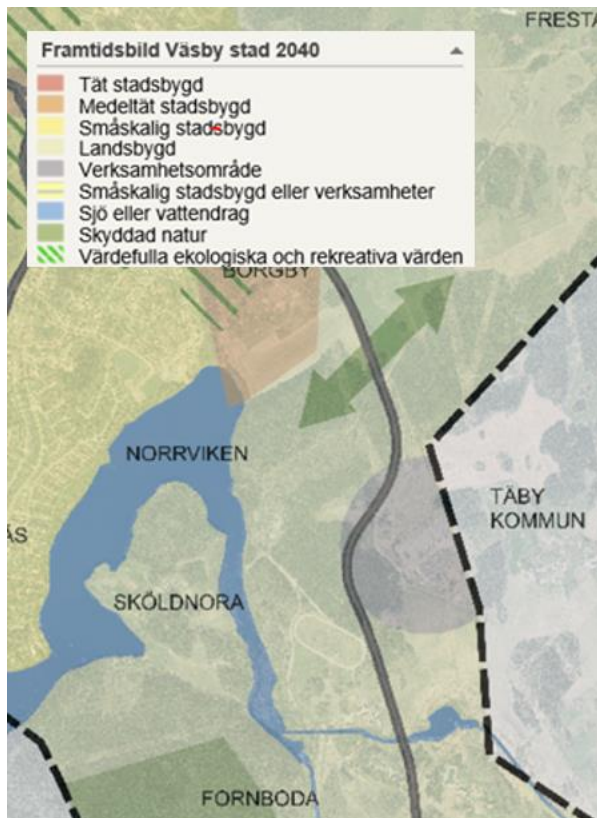 FRESTA
Framtidsbild Väsby stad 2040
Tät stadsbygd
Medeltät stadsbygd
Småskalig stadsbygd
Landsbygd
Verksamhetsområde
Småskalig stadsbygd eller verksamheter
Sjö eller vattendrag
Skyddad natur
Värdefulla ekologiska och rekreativa värden
BORGBY
NORRVIKEN
TÄBY
KOMMUN
ÅS
SKÖLDNORA
FORNBODA